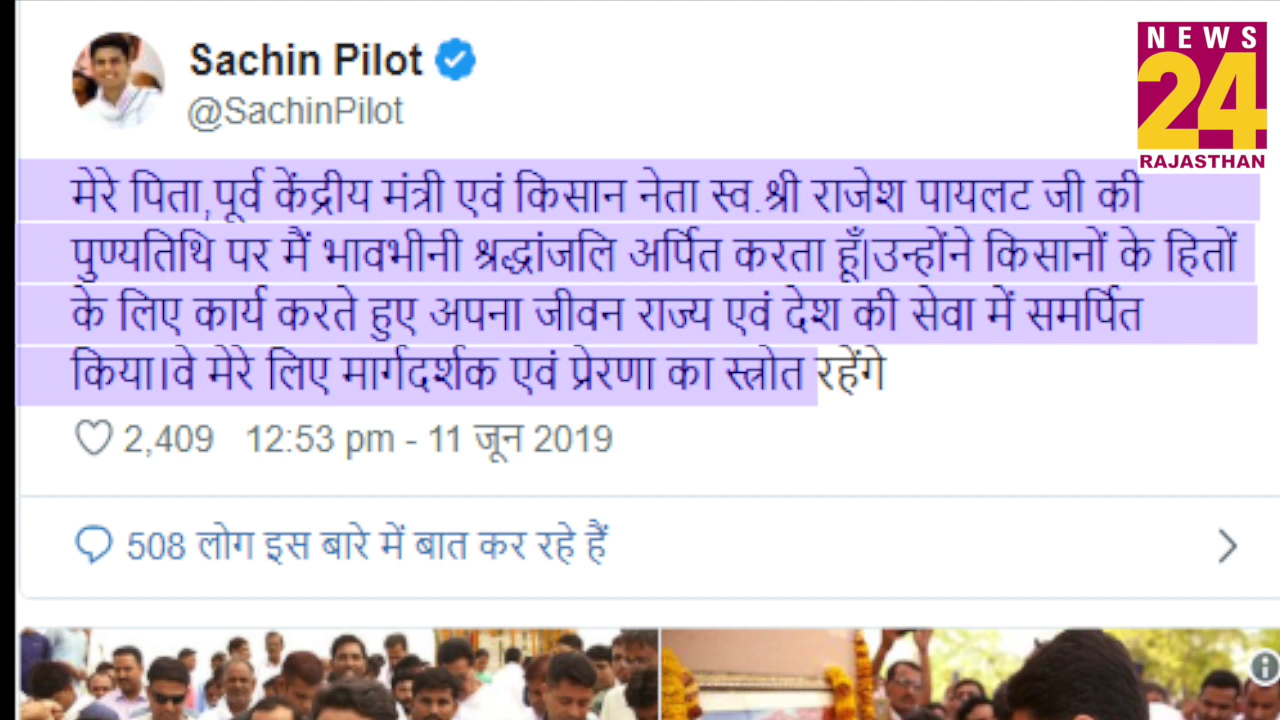 Sachin Pilot
@SachinPilot
NEWS
24
RAJASTHAN
मेरे पिता,पूर्व केंद्रीय मंत्री एवं किसान नेता स्व.श्री राजेश पायलट जी की
पुण्यतिथि पर मैं भावभीनी श्रद्धांजलि अर्पित करता हूँ|उन्होंने किसानों के हितों
के लिए कार्य करते हुए अपना जीवन राज्य एवं देश की सेवा में समर्पित
किया।वे मेरे लिए मार्गदर्शक एवं प्रेरणा का स्त्रोत रहेंगे
2,409 12:53 pm - 11 जून 2019
508 लोग इस बारे में बात कर रहे हैं